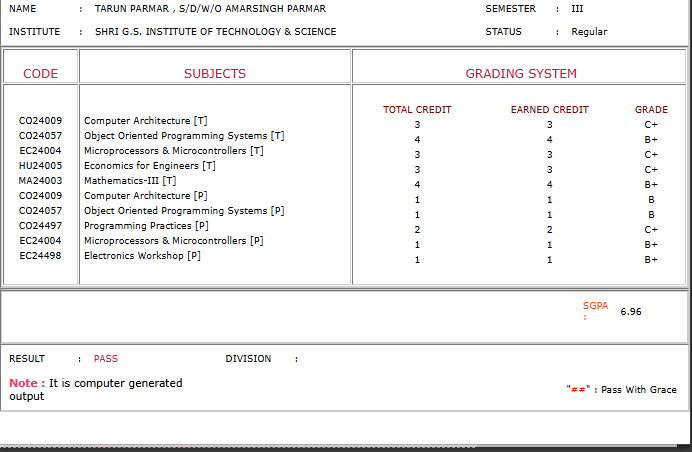 NAME : TARUN PARMAR , S/D/W/O AMARSINGH PARMAR SEMESTER : III
INSTITUTE : SHRI G.S. INSTITUTE OF TECHNOLOGY & SCIENCE STATUS : Regular
CODE SUBJECTS GRADING SYSTEM
TOTAL CREDIT EARNED CREDIT GRADE
CO24009 Computer Architecture [T] 3 3 C+
CO24057 Object Oriented Programming Systems [T] 4 4 B+
EC24004 Microprocessors & Microcontrollers [T] 3 3 C+
HU24005 Economics for Engineers [T] 3 3 C+
MA24003 Mathematics-III [T] 4 4 B+
CO24009 Computer Architecture [P] 1 1 B
CO24057 Object Oriented Programming Systems [P] 1 1 B
CO24497 Programming Practices [P] 2 2 C+
EC24004 Microprocessors & Microcontrollers [P] 1 1 B+
EC24498 Electronics Workshop [P] 1 1 B+
SGPA : 6.96
RESULT : PASS DIVISION :
Note : It is computer generated
output
"##" : Pass With Grace